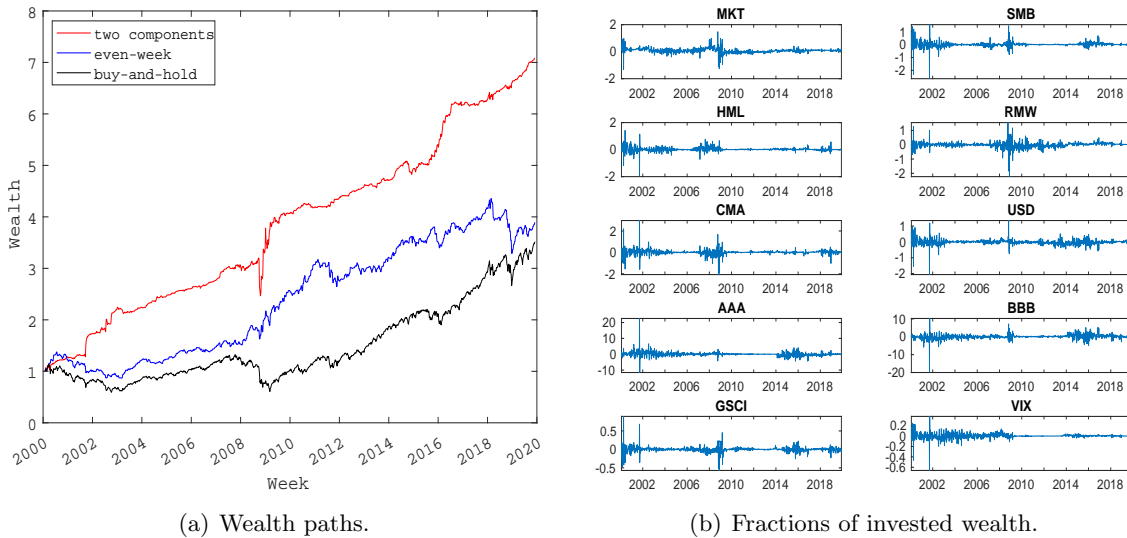 8
7
6
5
4
3
2
1
0
Wealth
two components
even-week
buy-and-hold
2000 2002 2004 2006 2008 2010 2012 2014 2016 2018 2020
Week
(a) Wealth paths.
MKT
2
0
-2
2002 2006 2010 2014 2018
SMB
1
0
-1
-2
2002 2006 2010 2014 2018
HML
2
0
-2
2002 2006 2010 2014 2018
RMW
1
0
-1
2002 2006 2010 2014 2018
CMA
2
0
-2
2002 2006 2010 2014 2018
USD
1
0
-1
-2
2002 2006 2010 2014 2018
AAA
20
10
0
-10
2002 2006 2010 2014 2018
BBB
10
0
-10
-20
2002 2006 2010 2014 2018
GSCI
0.5
0
-0.5
2002 2006 2010 2014 2018
VIX
0.2
0
-0.2
-0.4
-0.6
2002 2006 2010 2014 2018
(b) Fractions of invested wealth.